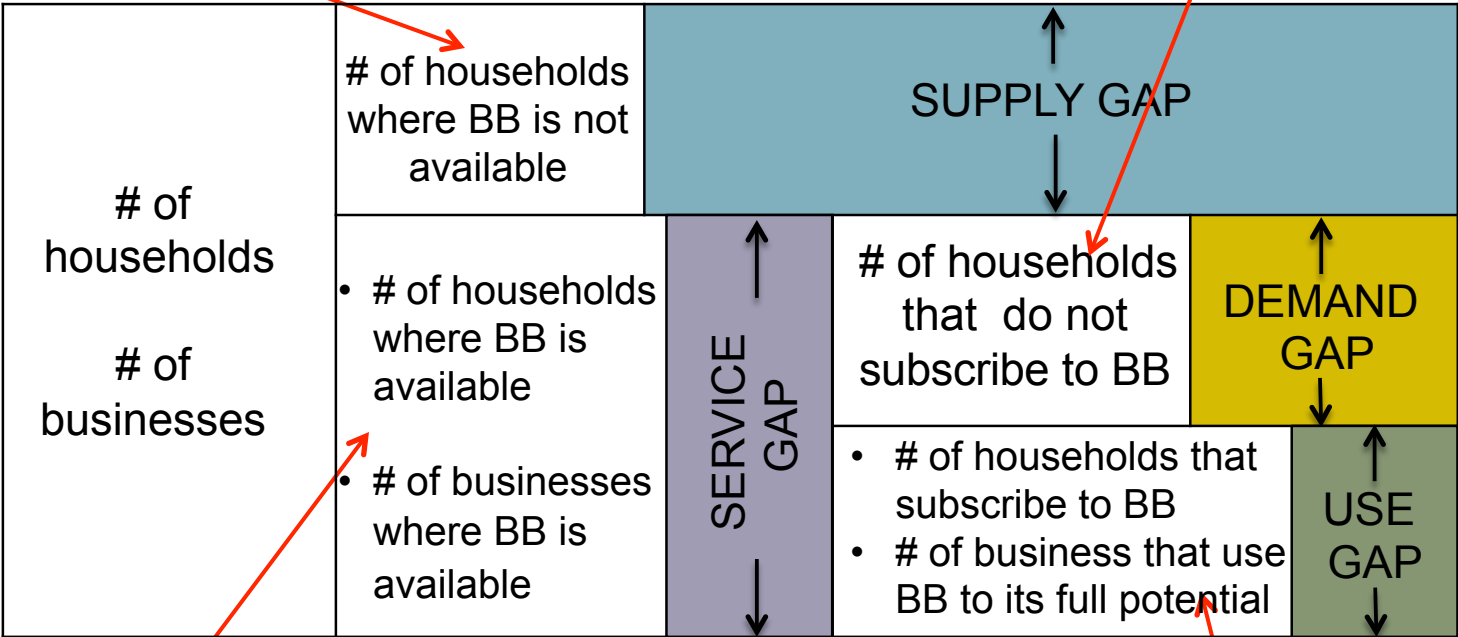 # of
households
# of
businesses
# of households
where BB is not
available
SUPPLY GAP
• # of households
where BB is
available
• # of businesses
where BB is
available
SERVICE
GAP
# of households
that do not
subscribe to BB
DEMAND
GAP
• # of households that
subscribe to BB
• # of business that use
BB to its full potential
USE
GAP